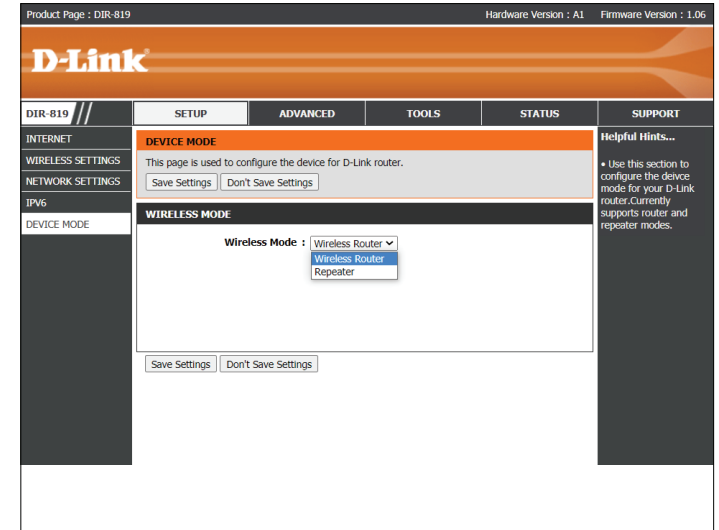 Product Page : DIR-819
Hardware Version : A1
Firmware Version : 1.06
D-Link
DIR-819
SETUP
ADVANCED
TOOLS
STATUS
SUPPORT
INTERNET
WIRELESS SETTINGS
NETWORK SETTINGS
IPV6
DEVICE MODE
DEVICE MODE
This page is used to configure the device for D-Link router.
Save Settings
Don't Save Settings
WIRELESS MODE
Wireless Mode :
Wireless Router
Wireless Router
Repeater
Save Settings
Don't Save Settings
Helpful Hints...
• Use this section to
configure the deivce
mode for your D-Link
router.Currently
supports router and
repeater modes.